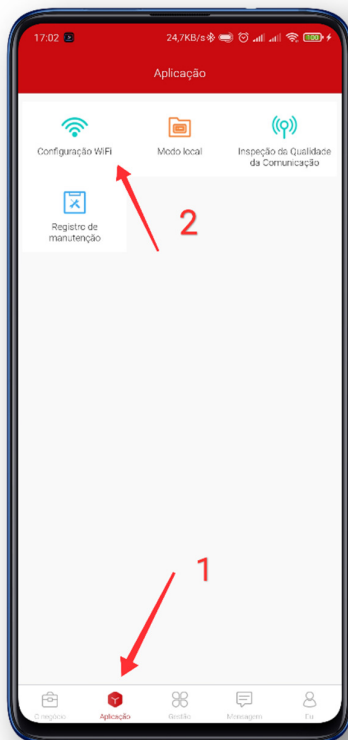 17:02
24,7KB/s
100
Aplicação
Configuração WiFi
Modo local
Inspeção da Qualidade
da Comunicação
Registro de
manutenção
2
1
Aplicação
Gestão
Mensagem
Eu